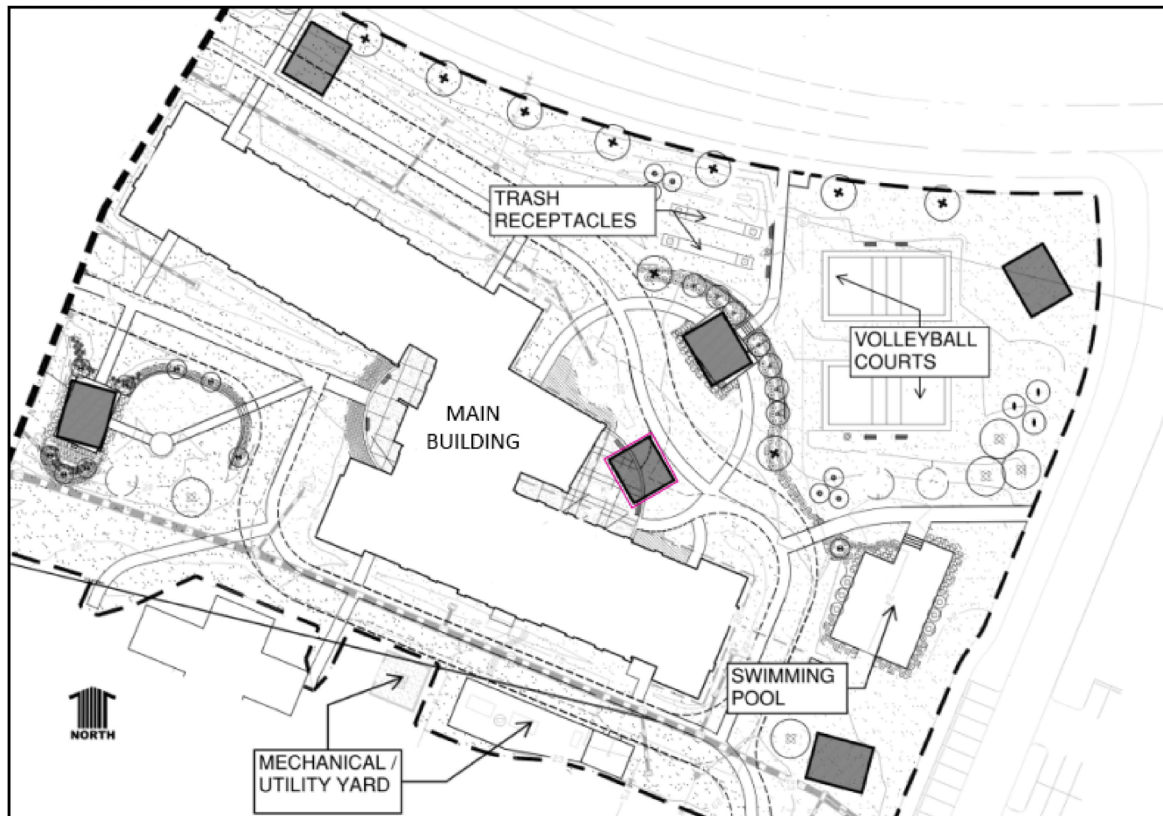 TRASH
RECEPTACLES
VOLLEYBALL
COURTS
MAIN
BUILDING
SWIMMING
POOL
NORTH
MECHANICAL /
UTILITY YARD